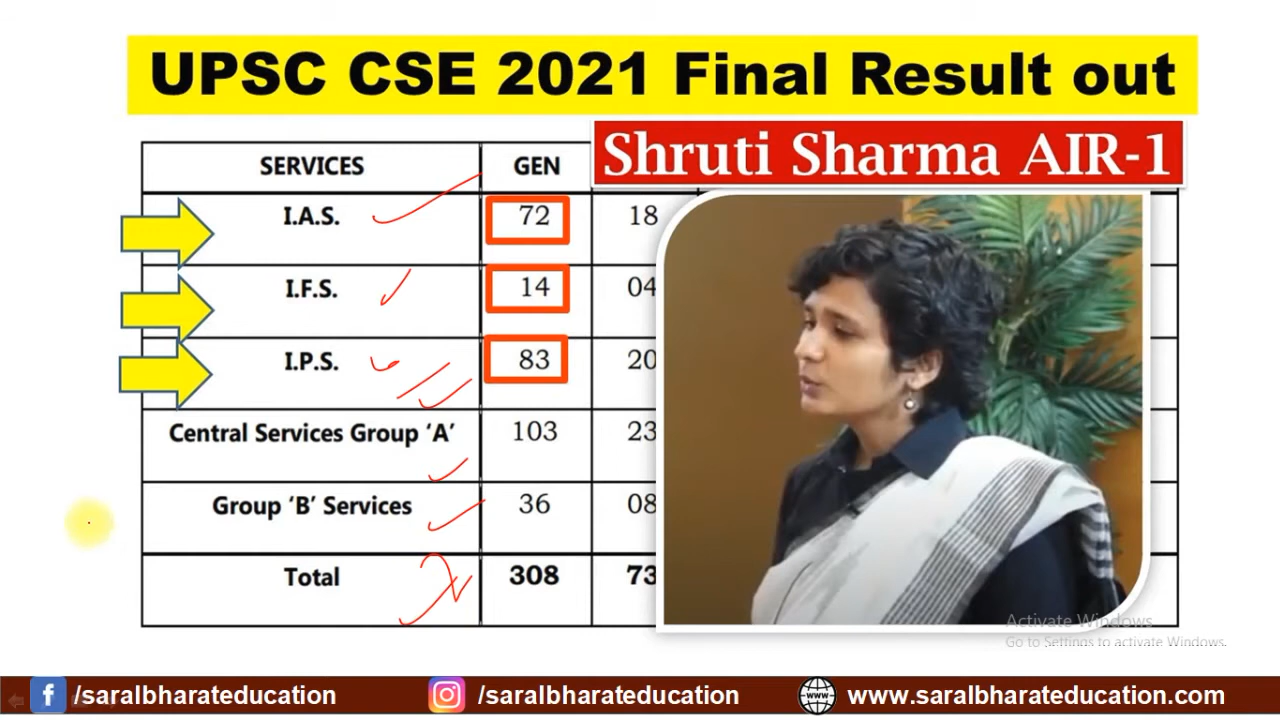 UPSC CSE 2021 Final Result out
Shruti Sharma AIR-1
SERVICES GEN
I.A.S. 72 18
I.F.S. 14 04
I.P.S. 83 20
Central Services Group ‘A’ 103 23
Group ‘B’ Services 36 08
Total 308 73
Activate Windows
Go to Settings to activate Windows.
/saralbharateducation /saralbharateducation www.saralbharateducation.com